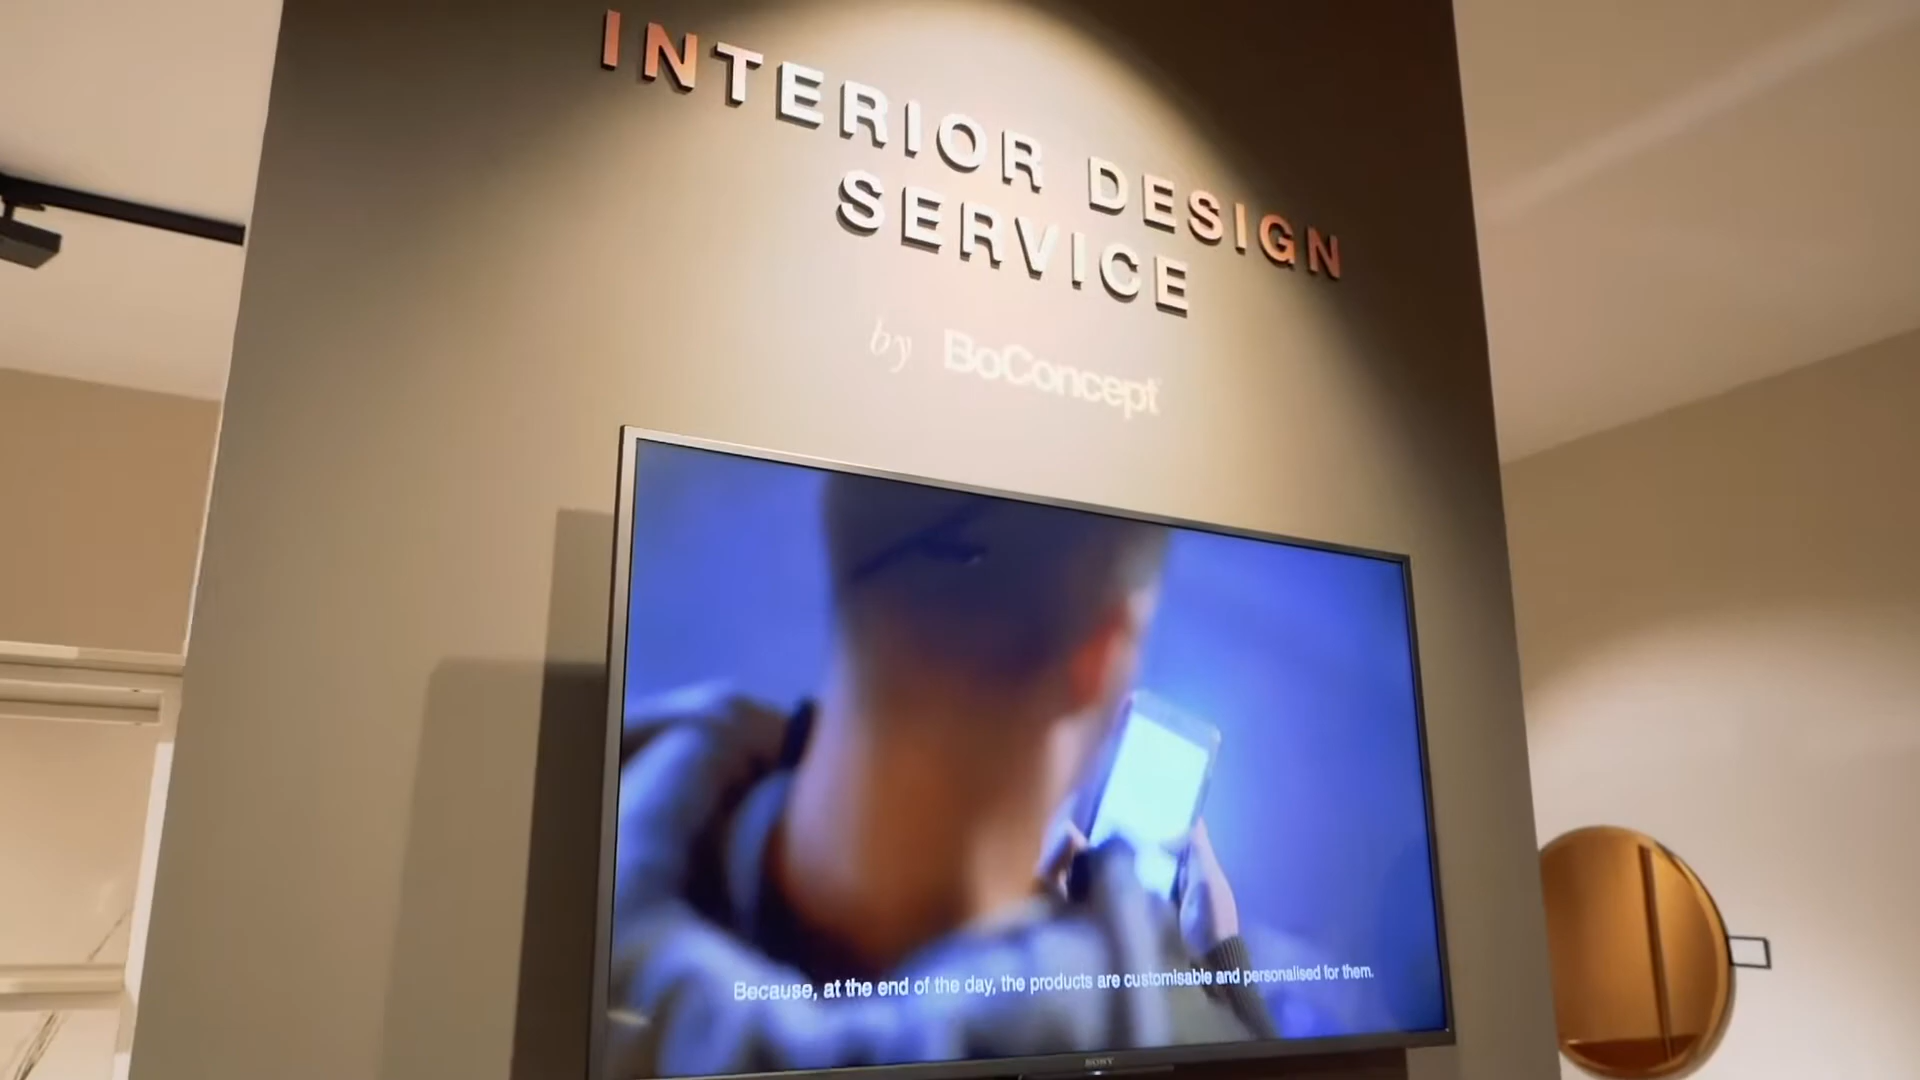 INTERIOR DESIGN
SERVICE
by BoConcept
Because, at the end of the day, the products are customisable and personalised for them.
SONY